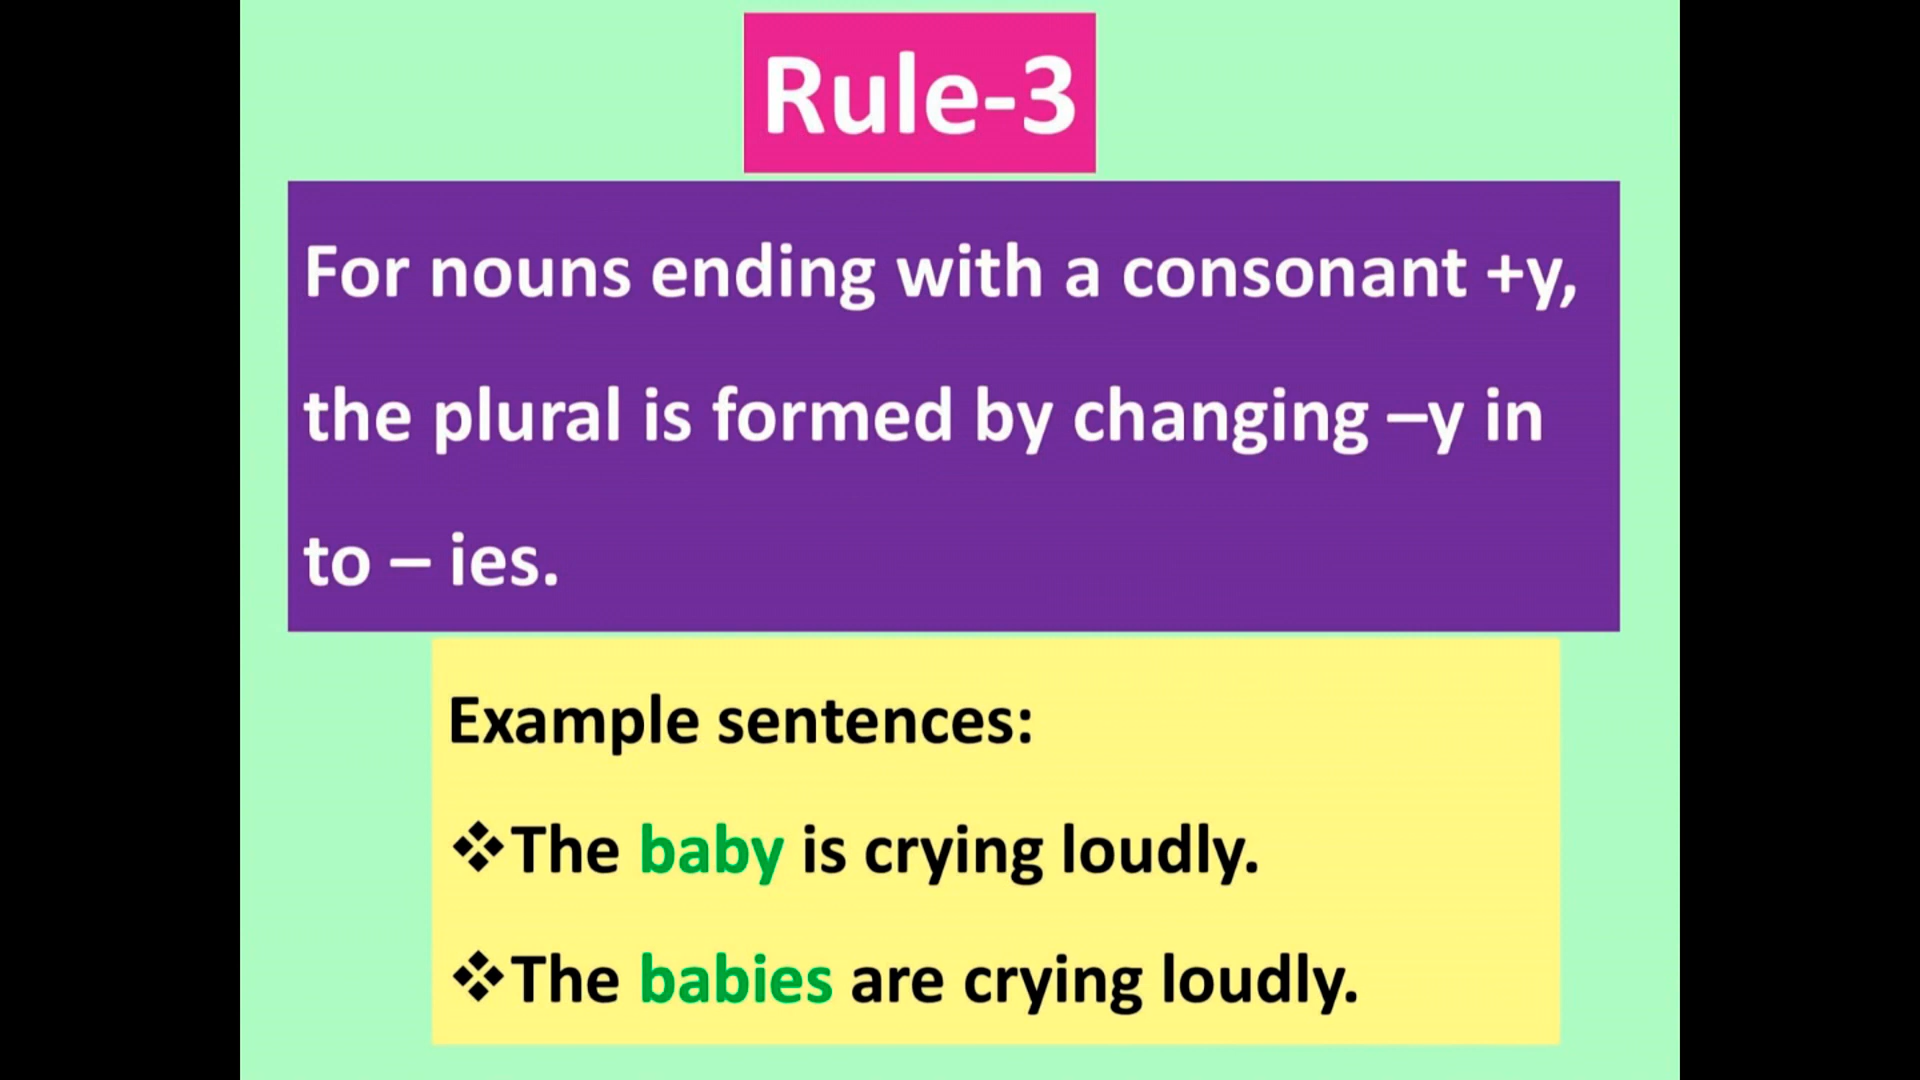 Rule-3
For nouns ending with a consonant +y,
the plural is formed by changing –y in
to – ies.
Example sentences:
❖The baby is crying loudly.
❖The babies are crying loudly.